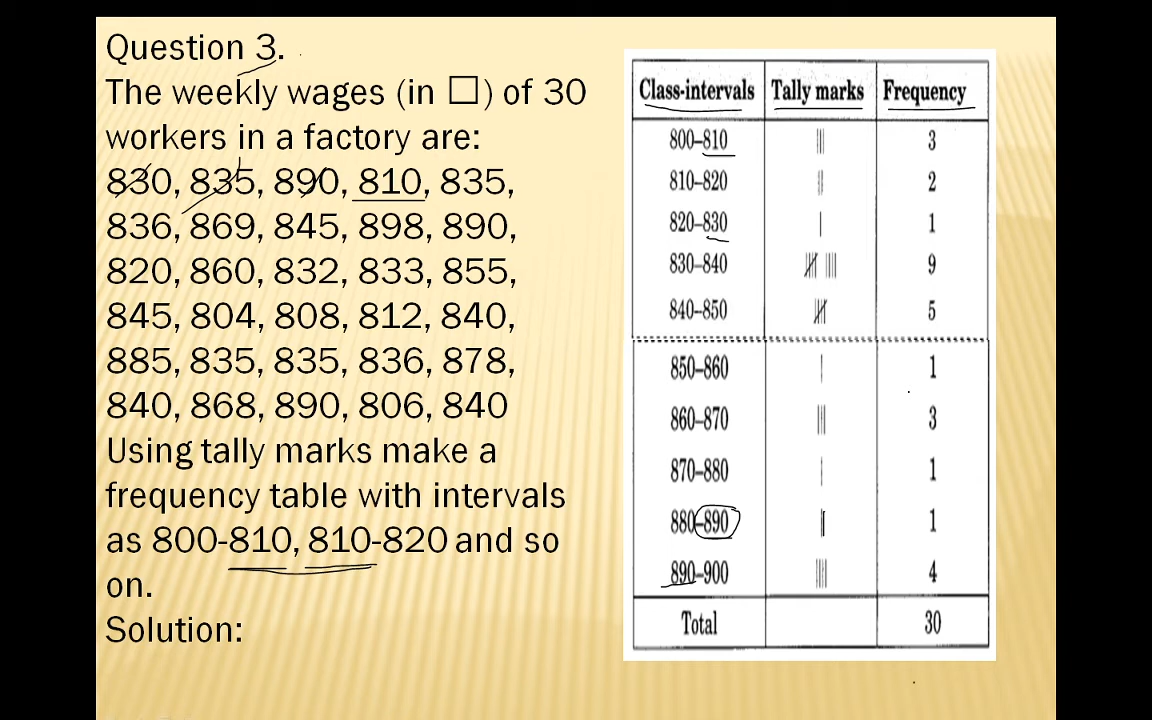 Question 3.
The weekly wages (in □) of 30
workers in a factory are:
830, 835, 890, 810, 835,
836, 869, 845, 898, 890,
820, 860, 832, 833, 855,
845, 804, 808, 812, 840,
885, 835, 835, 836, 878,
840, 868, 890, 806, 840
Using tally marks make a
frequency table with intervals
as 800-810, 810-820 and so
on.
Solution:
Class-intervals Tally marks Frequency
800–810 ||| 3
810–820 || 2
820–830 | 1
830–840 |||| |||| 9
840–850 |||| 5
850–860 | 1
860–870 ||| 3
870–880 | 1
880–890 | 1
890–900 |||| 4
Total 30